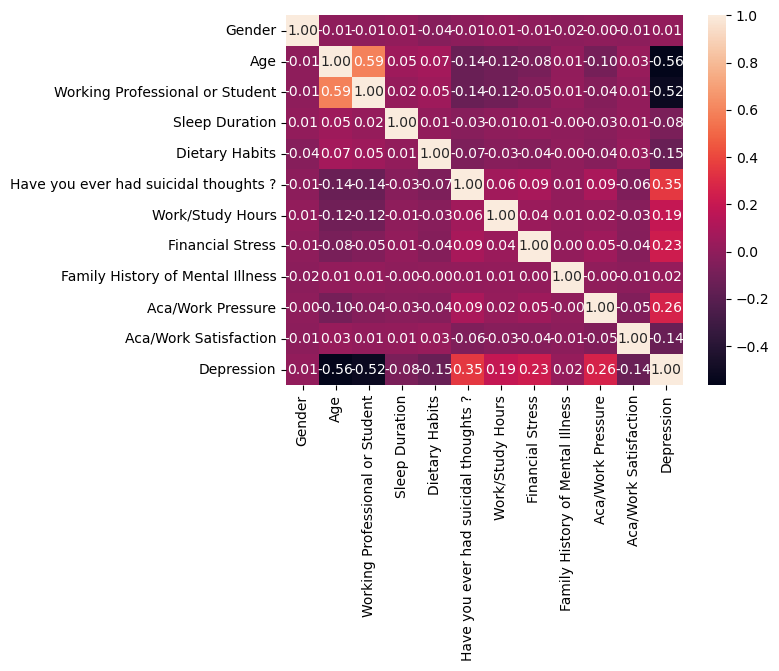 Gender 1.00 -0.01 -0.01 0.01 -0.04 -0.01 0.01 -0.01 -0.02 -0.00 -0.01 0.01
Age -0.01 1.00 0.59 0.05 0.07 -0.14 -0.12 -0.08 0.01 -0.10 0.03 -0.56
Working Professional or Student -0.01 0.59 1.00 0.02 0.05 -0.14 -0.12 -0.05 0.01 -0.04 0.01 -0.52
Sleep Duration 0.01 0.05 0.02 1.00 0.01 -0.03 -0.01 0.01 -0.00 -0.03 0.01 -0.08
Dietary Habits -0.04 0.07 0.05 0.01 1.00 -0.07 -0.03 -0.04 -0.00 -0.04 0.03 -0.15
Have you ever had suicidal thoughts ? -0.01 -0.14 -0.14 -0.03 -0.07 1.00 0.06 0.09 0.01 0.09 -0.06 0.35
Work/Study Hours 0.01 -0.12 -0.12 -0.01 -0.03 0.06 1.00 0.04 0.01 0.02 -0.03 0.19
Financial Stress -0.01 -0.08 -0.05 0.01 -0.04 0.09 0.04 1.00 0.00 0.05 -0.04 0.23
Family History of Mental Illness -0.02 0.01 0.01 -0.00 -0.00 0.01 0.01 0.00 1.00 -0.00 -0.01 0.02
Aca/Work Pressure -0.00 -0.10 -0.04 -0.03 -0.04 0.09 0.02 0.05 -0.00 1.00 -0.05 0.26
Aca/Work Satisfaction -0.01 0.03 0.01 0.01 0.03 -0.06 -0.03 -0.04 -0.01 -0.05 1.00 -0.14
Depression 0.01 -0.56 -0.52 -0.08 -0.15 0.35 0.19 0.23 0.02 0.26 -0.14 1.00
Gender
Age
Working Professional or Student
Sleep Duration
Dietary Habits
Have you ever had suicidal thoughts ?
Work/Study Hours
Financial Stress
Family History of Mental Illness
Aca/Work Pressure
Aca/Work Satisfaction
Depression
1.0
0.8
0.6
0.4
0.2
0.0
−0.2
−0.4